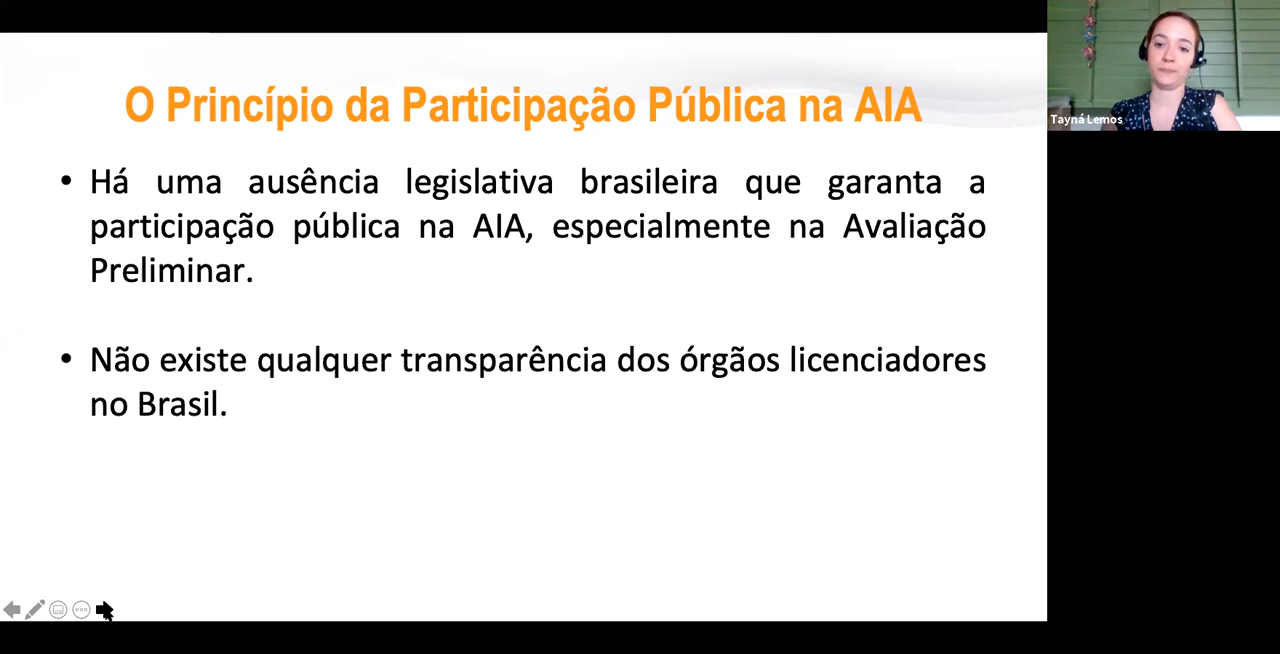 O Princípio da Participação Pública na AIA
• Há uma ausência legislativa brasileira que garanta a
participação pública na AIA, especialmente na Avaliação
Preliminar.
• Não existe qualquer transparência dos órgãos licenciadores
no Brasil.
Tayná Lemos